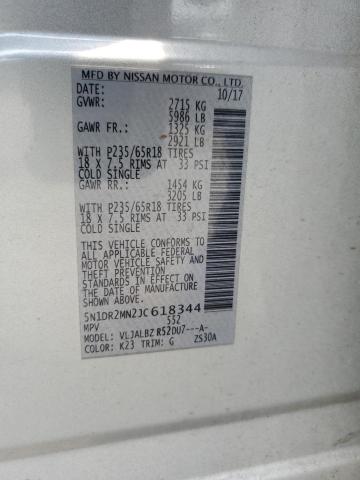 MFD BY NISSAN MOTOR CO., LTD.
DATE: 10/17
GVWR: 2715 KG
5986 LB
GAWR FR.: 1325 KG
2921 LB
WITH P235/65R18 TIRES
18 X 7.5 RIMS AT 33 PSI
COLD SINGLE
GAWR RR.: 1454 KG
3205 LB
WITH P235/65R18 TIRES
18 X 7.5 RIMS AT 33 PSI
COLD SINGLE
THIS VEHICLE CONFORMS TO
ALL APPLICABLE FEDERAL
MOTOR VEHICLE SAFETY AND
THEFT PREVENTION
STANDARDS IN EFFECT ON
THE DATE OF MANUFACTURE
SHOWN ABOVE.
5N1DR2MN2JC618344
MPV 552
MODEL: VLJALBZ R52DU7---A-
COLOR: K23 TRIM: G ZS30A